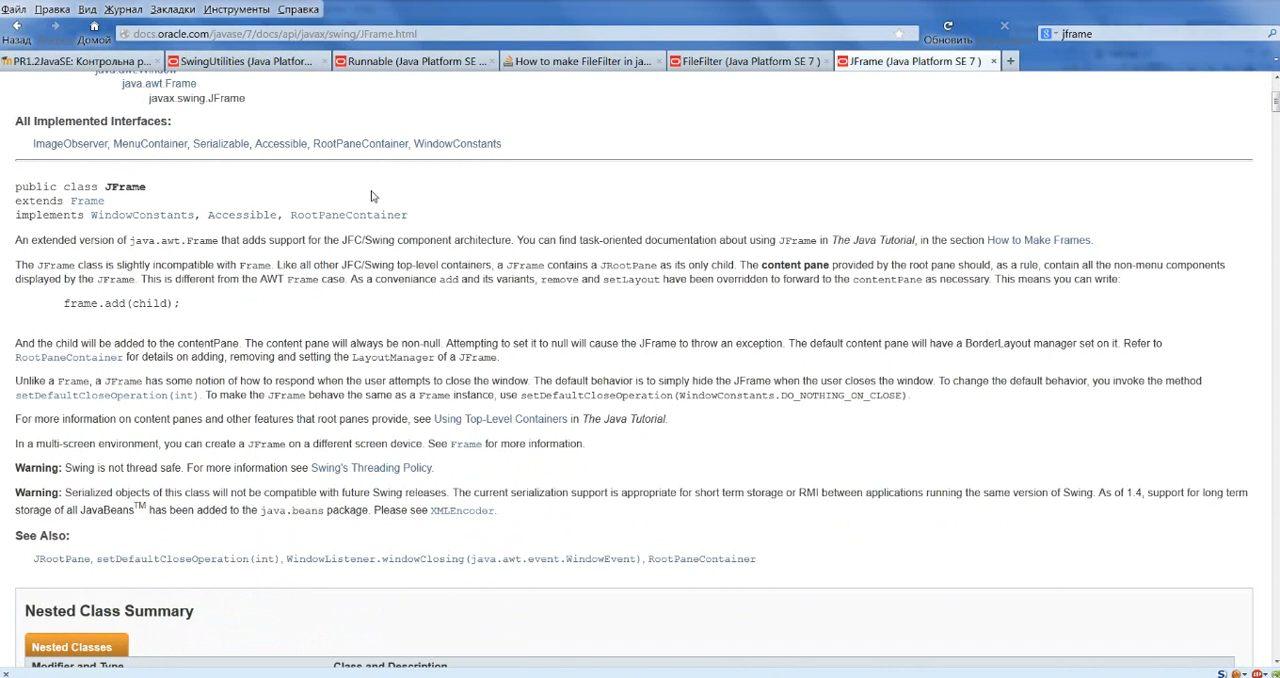 Файл Правка Вид Журнал Закладки Инструменты Справка
Назад Домой docs.oracle.com/javase/7/docs/api/javax/swing/JFrame.html Обновить jframe
PR1.2JavaSE: Контрольна р... SwingUtilities (Java Platfor... Runnable (Java Platform SE ... How to make FileFilter in ja... FileFilter (Java Platform SE 7 ) JFrame (Java Platform SE 7 )
java.awt.Window
java.awt.Frame
javax.swing.JFrame
All Implemented Interfaces:
ImageObserver, MenuContainer, Serializable, Accessible, RootPaneContainer, WindowConstants
public class JFrame
extends Frame
implements WindowConstants, Accessible, RootPaneContainer
An extended version of java.awt.Frame that adds support for the JFC/Swing component architecture. You can find task-oriented documentation about using JFrame in The Java Tutorial, in the section How to Make Frames.
The JFrame class is slightly incompatible with Frame. Like all other JFC/Swing top-level containers, a JFrame contains a JRootPane as its only child. The content pane provided by the root pane should, as a rule, contain all the non-menu components
displayed by the JFrame. This is different from the AWT Frame case. As a convenience add and its variants, remove and setLayout have been overridden to forward to the contentPane as necessary. This means you can write:
frame.add(child);
And the child will be added to the contentPane. The content pane will always be non-null. Attempting to set it to null will cause the JFrame to throw an exception. The default content pane will have a BorderLayout manager set on it. Refer to
RootPaneContainer for details on adding, removing and setting the LayoutManager of a JFrame.
Unlike a Frame, a JFrame has some notion of how to respond when the user attempts to close the window. The default behavior is to simply hide the JFrame when the user closes the window. To change the default behavior, you invoke the method
setDefaultCloseOperation(int). To make the JFrame behave the same as a Frame instance, use setDefaultCloseOperation(WindowConstants.DO_NOTHING_ON_CLOSE).
For more information on content panes and other features that root panes provide, see Using Top-Level Containers in The Java Tutorial.
In a multi-screen environment, you can create a JFrame on a different screen device. See Frame for more information.
Warning: Swing is not thread safe. For more information see Swing's Threading Policy.
Warning: Serialized objects of this class will not be compatible with future Swing releases. The current serialization support is appropriate for short term storage or RMI between applications running the same version of Swing. As of 1.4, support for long term
storage of all JavaBeans™ has been added to the java.beans package. Please see XMLEncoder.
See Also:
JRootPane, setDefaultCloseOperation(int), WindowListener.windowClosing(java.awt.event.WindowEvent), RootPaneContainer
Nested Class Summary
Nested Classes
Modifier and Type Class and Description